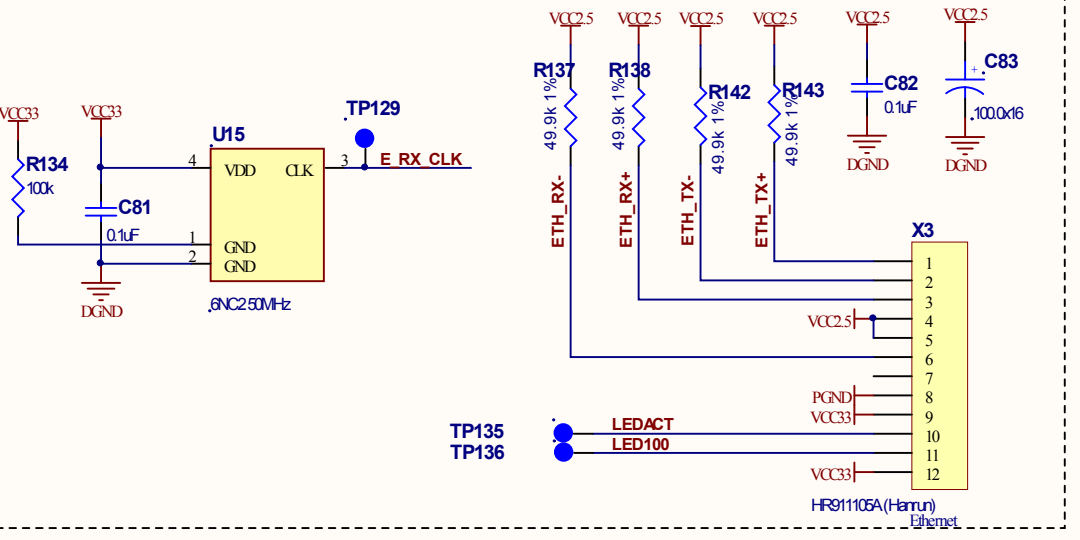 VCC2.5
VCC2.5
VCC2.5
VCC2.5
VCC2.5
VCC2.5
R137
49.9k 1%
R138
49.9k 1%
R142
49.9k 1%
R143
49.9k 1%
C82
0.1uF
DGND
C83
+
.100.0x16
DGND
VCC33
R134
100k
VCC33
C81
0.1uF
DGND
U15
4 VDD
CLK 3
1 GND
2 GND
.6NC250MHz
TP129
E_RX_CLK
ETH_RX-
ETH_RX+
ETH_TX-
ETH_TX+
X3
1
2
3
VCC2.5 4
5
6
7
PGND 8
VCC33 9
TP135 LEDACT 10
TP136 LED100 11
VCC33 12
HR911105A (Hanrun)
Ethernet